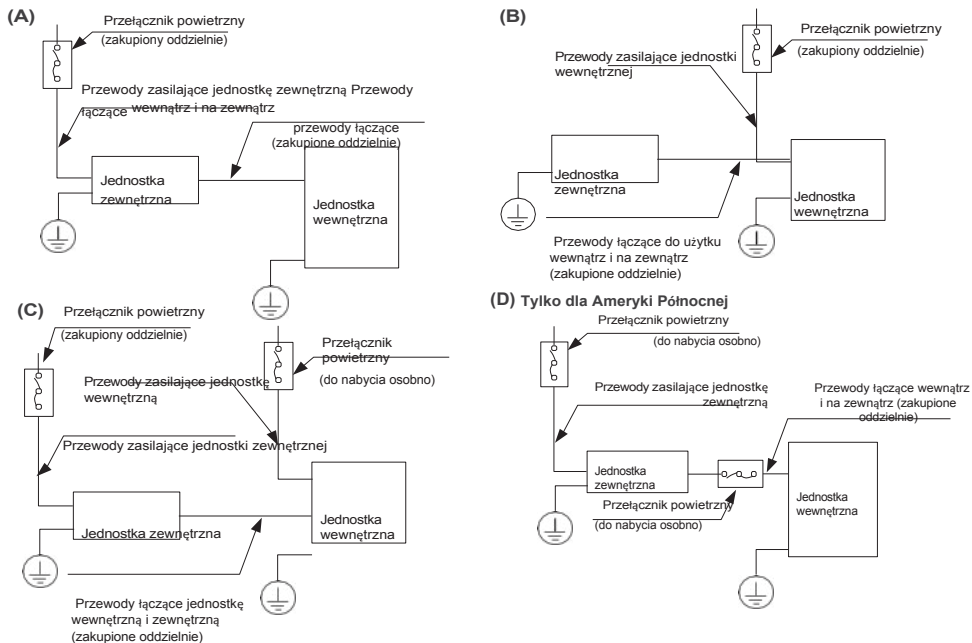 (A)
Przełącznik powietrzny
(zakupiony oddzielnie)
Przewody zasilające jednostkę zewnętrzną Przewody
łączące wewnątrz i na zewnątrz
przewody łączące
(zakupione oddzielnie)
Jednostka
zewnętrzna
Jednostka
wewnętrzna
(B)
Przełącznik powietrzny
(zakupiony oddzielnie)
Przewody zasilające jednostki
wewnętrznej
Jednostka
zewnętrzna
Jednostka
wewnętrzna
Przewody łączące do użytku
wewnątrz i na zewnątrz
(zakupione oddzielnie)
(C)
Przełącznik powietrzny
(zakupiony oddzielnie)
Przełącznik
powietrzny
(do nabycia osobno)
Przewody zasilające jednostkę
wewnętrzną
Przewody zasilające jednostki zewnętrznej
Jednostka zewnętrzna
Jednostka
wewnętrzna
Przewody łączące jednostkę
wewnętrzną i zewnętrzną
(zakupione oddzielnie)
(D) Tylko dla Ameryki Północnej
Przełącznik powietrzny
(do nabycia osobno)
Przewody zasilające jednostkę
zewnętrzną
Przewody łączące wewnątrz
i na zewnątrz (zakupione
oddzielnie)
Jednostka
zewnętrzna
Przełącznik powietrzny
(do nabycia osobno)
Jednostka
wewnętrzna